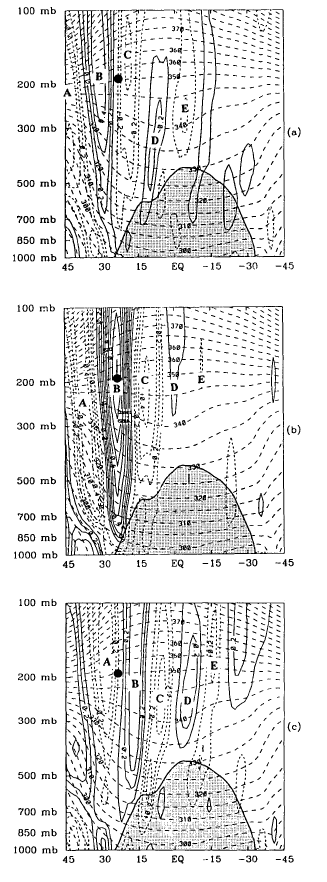 100 mb
200 mb
300 mb
500 mb
700 mb
850 mb
1000 mb
A B C D E
370
360
350
340
330
320
310
300
45 30 15 EQ -15 -30 -45
(a)
100 mb
200 mb
300 mb
500 mb
700 mb
850 mb
1000 mb
A B C D E
370
360
350
340
330
320
310
300
45 30 15 EQ -15 -30 -45
(b)
100 mb
200 mb
300 mb
500 mb
700 mb
850 mb
1000 mb
A B C D E
370
360
350
340
330
320
310
300
45 30 15 EQ -15 -30 -45
(c)